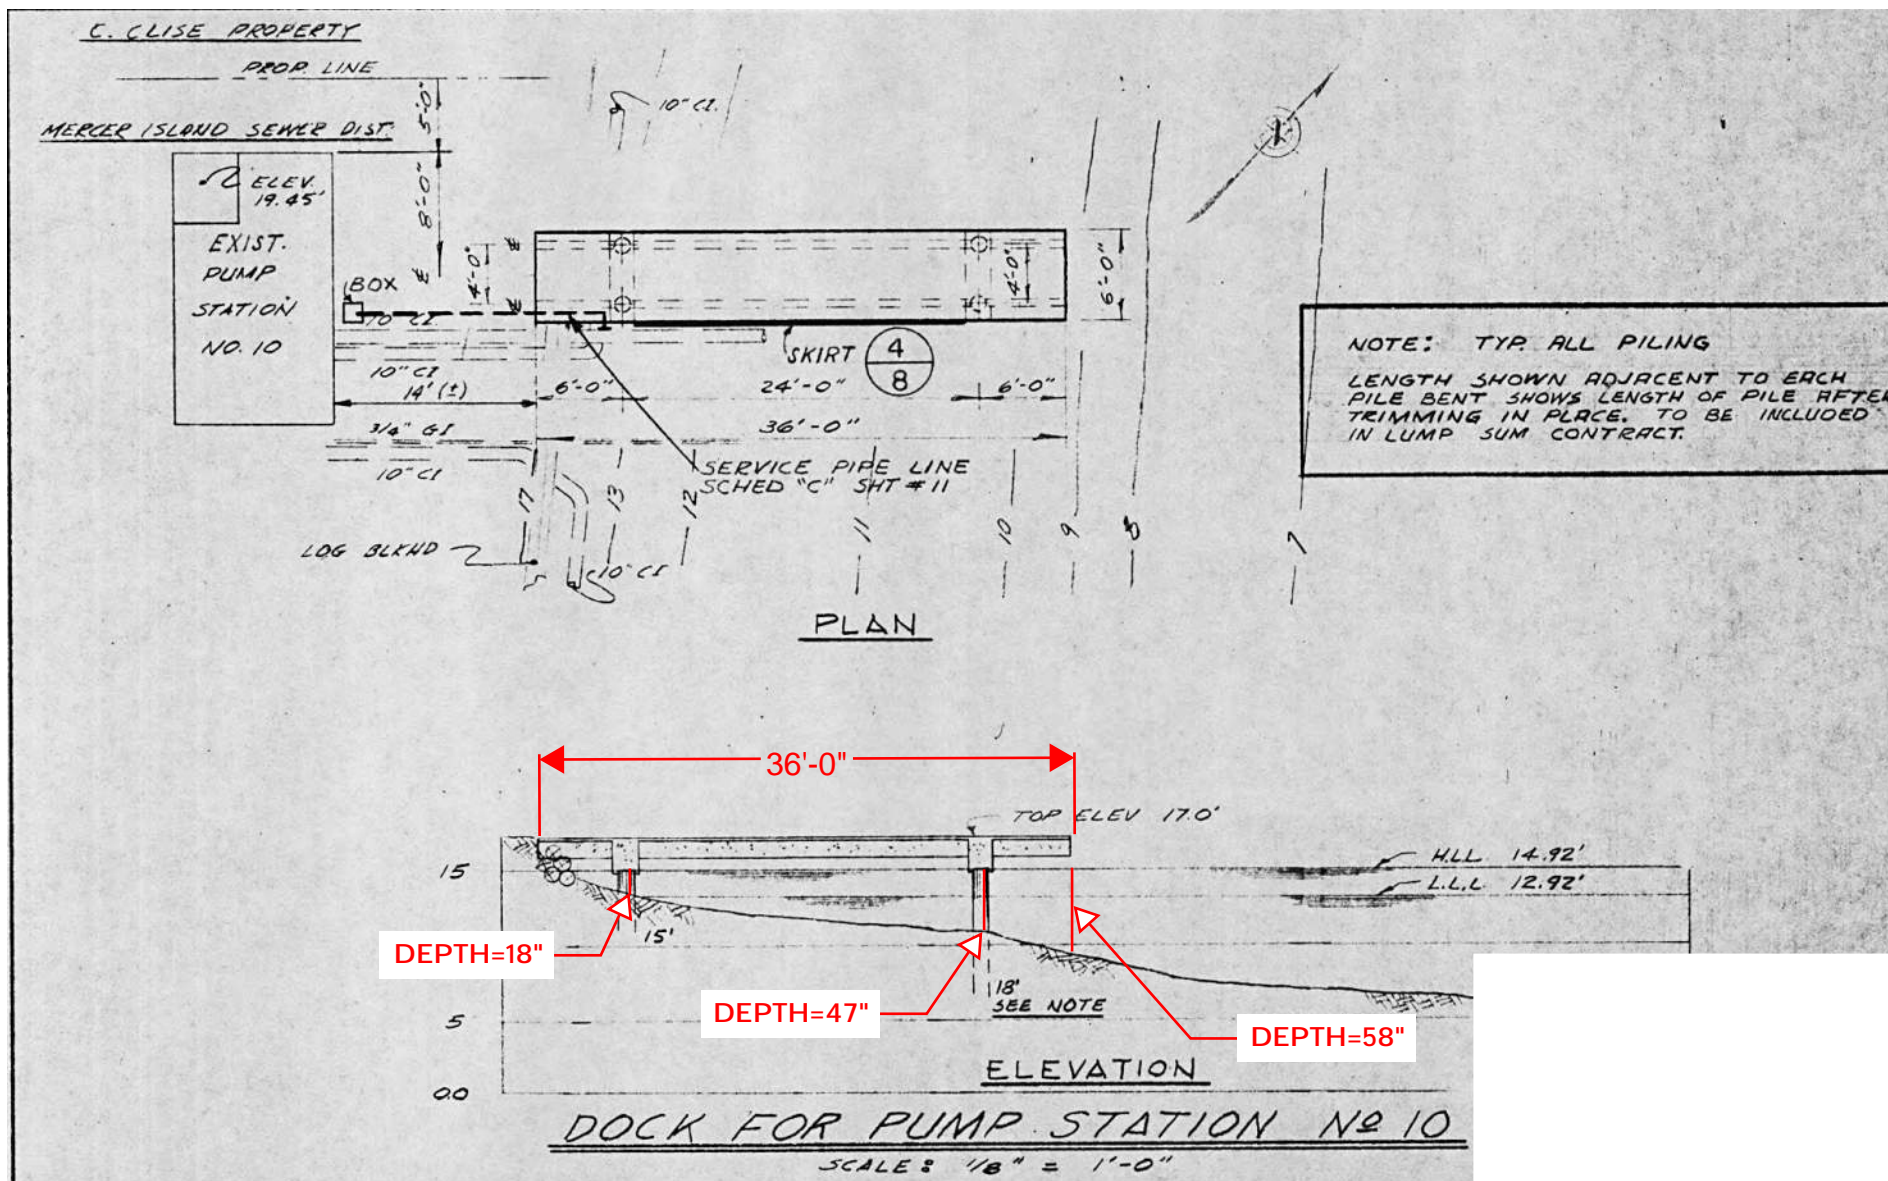 C. CLISE PROPERTY
PROP. LINE
MERCER ISLAND SEWER DIST.
5'-0"
8'-0"
10" CI.
ELEV.
19.45'
EXIST.
PUMP
STATION
NO. 10
BOX
10" CI.
10" CI
14' (±)
3/4" GI
10" CI
4'-0"
4'-0"
6'-0"
SKIRT
4
8
6'-0"
24'-0"
6'-0"
36'-0"
SERVICE PIPE LINE
SCHED "C" SHT #11
17
13
12
11
10
9
8
7
LOG BLKHD
10" CI
PLAN
NOTE: TYP. ALL PILING
LENGTH SHOWN ADJACENT TO EACH
PILE BENT SHOWS LENGTH OF PILE AFTER
TRIMMING IN PLACE. TO BE INCLUDED
IN LUMP SUM CONTRACT.
36'-0"
TOP ELEV 17.0'
H.L.L. 14.92'
L.L.L. 12.92'
15
15'
DEPTH=18"
DEPTH=47"
18'
SEE NOTE
DEPTH=58"
5
0.0
ELEVATION
DOCK FOR PUMP STATION Nº 10
SCALE: 1/8" = 1'-0"